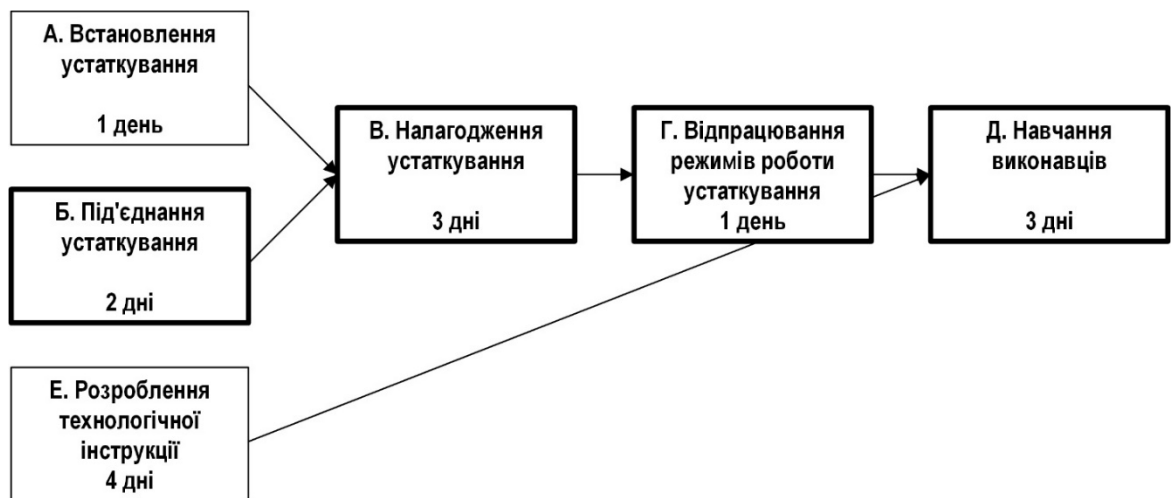 А. Встановлення
устаткування
1 день
Б. Під'єднання
устаткування
2 дні
В. Налагодження
устаткування
3 дні
Г. Відпрацювання
режимів роботи
устаткування
1 день
Д. Навчання
виконавців
3 дні
Е. Розроблення
технологічної
інструкції
4 дні